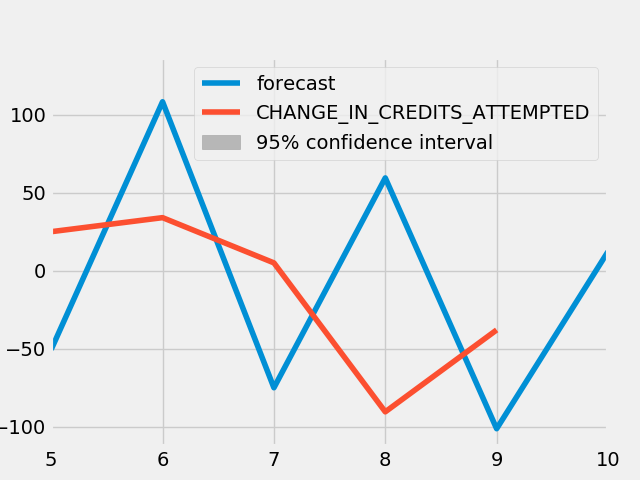 forecast
CHANGE_IN_CREDITS_ATTEMPTED
95% confidence interval
100
50
0
−50
−100
5 6 7 8 9 10